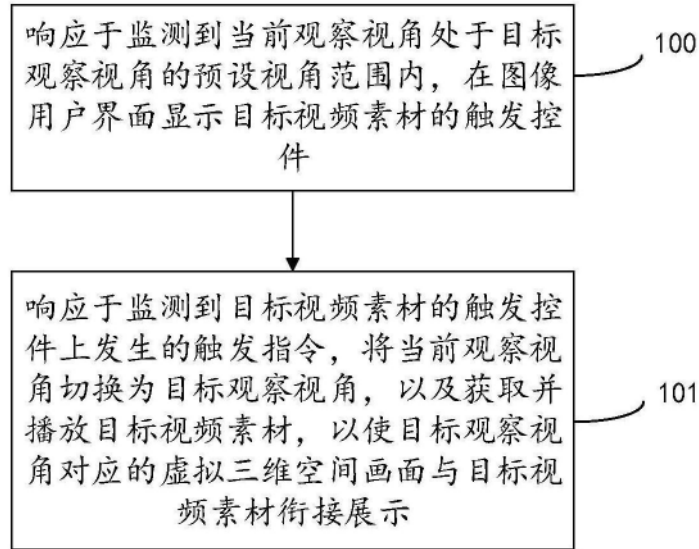 响应于监测到当前观察视角处于目标
观察视角的预设视角范围内，在图像
用户界面显示目标视频素材的触发控
件
100
响应于监测到目标视频素材的触发控
件上发生的触发指令，将当前观察视
角切换为目标观察视角，以及获取并
播放目标视频素材，以使目标观察视
角对应的虚拟三维空间画面与目标视
频素材衔接展示
101